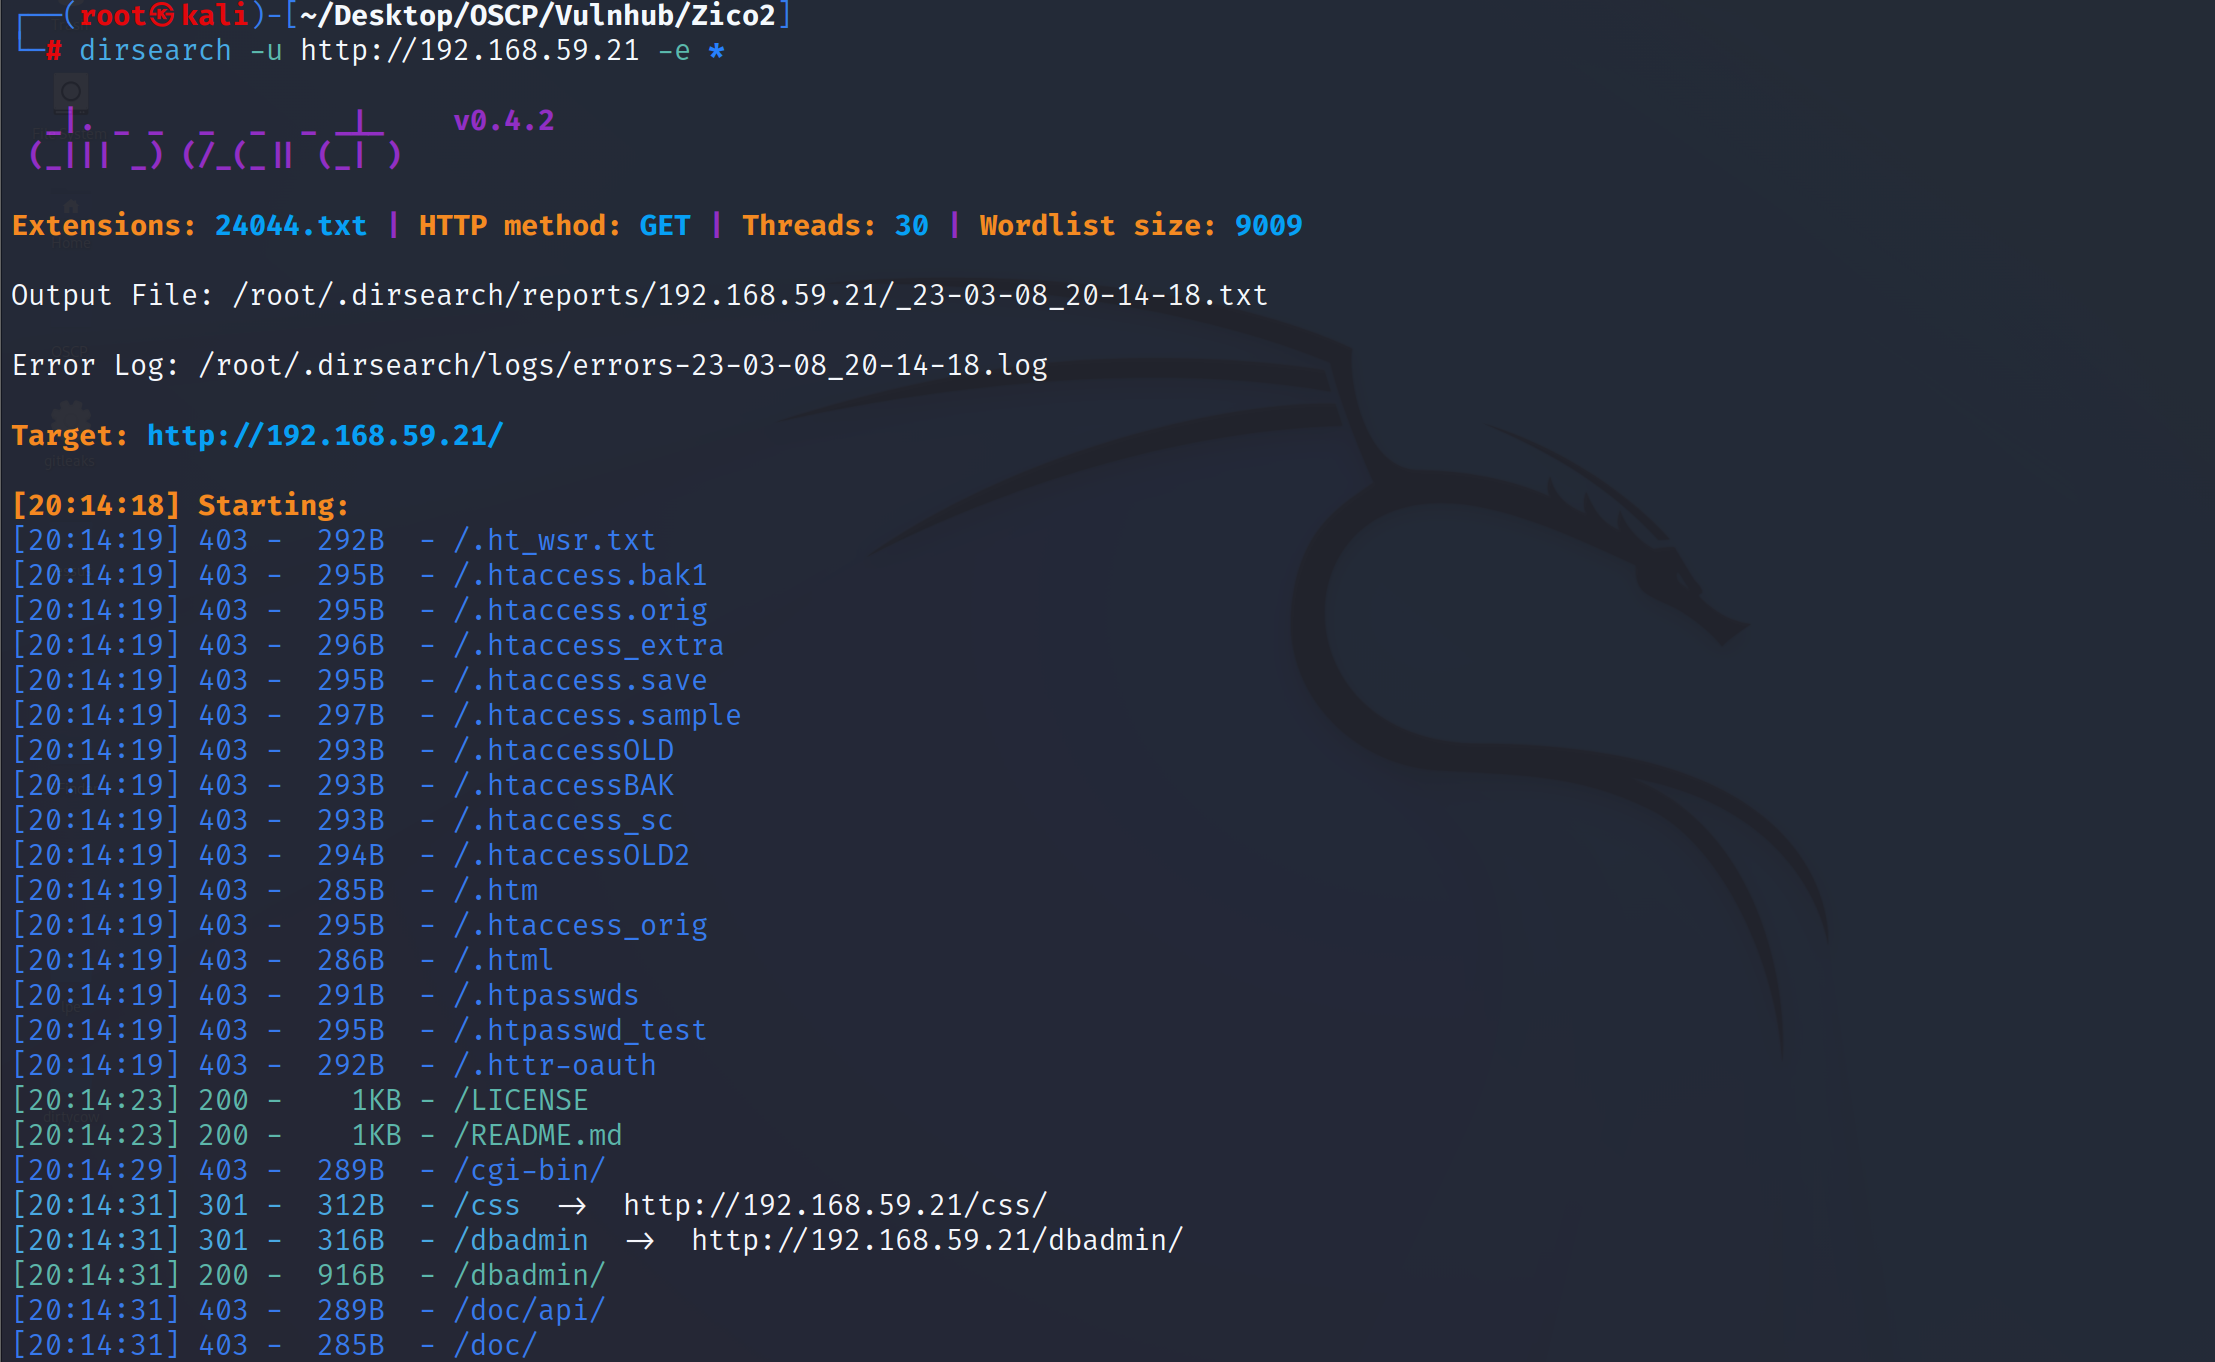 (root㉿kali)-[~/Desktop/OSCP/Vulnhub/Zico2]
# dirsearch -u http://192.168.59.21 -e *
_|. _ _ _ _ _ _|_ v0.4.2
(_||| _) (/_(_|| (_| )
Extensions: 24044.txt | HTTP method: GET | Threads: 30 | Wordlist size: 9009
Output File: /root/.dirsearch/reports/192.168.59.21/_23-03-08_20-14-18.txt
Error Log: /root/.dirsearch/logs/errors-23-03-08_20-14-18.log
Target: http://192.168.59.21/
[20:14:18] Starting:
[20:14:19] 403 - 292B - /.ht_wsr.txt
[20:14:19] 403 - 295B - /.htaccess.bak1
[20:14:19] 403 - 295B - /.htaccess.orig
[20:14:19] 403 - 296B - /.htaccess_extra
[20:14:19] 403 - 295B - /.htaccess.save
[20:14:19] 403 - 297B - /.htaccess.sample
[20:14:19] 403 - 293B - /.htaccessOLD
[20:14:19] 403 - 293B - /.htaccessBAK
[20:14:19] 403 - 293B - /.htaccess_sc
[20:14:19] 403 - 294B - /.htaccessOLD2
[20:14:19] 403 - 285B - /.htm
[20:14:19] 403 - 295B - /.htaccess_orig
[20:14:19] 403 - 286B - /.html
[20:14:19] 403 - 291B - /.htpasswds
[20:14:19] 403 - 295B - /.htpasswd_test
[20:14:19] 403 - 292B - /.httr-oauth
[20:14:23] 200 - 1KB - /LICENSE
[20:14:23] 200 - 1KB - /README.md
[20:14:29] 403 - 289B - /cgi-bin/
[20:14:31] 301 - 312B - /css → http://192.168.59.21/css/
[20:14:31] 301 - 316B - /dbadmin → http://192.168.59.21/dbadmin/
[20:14:31] 200 - 916B - /dbadmin/
[20:14:31] 403 - 289B - /doc/api/
[20:14:31] 403 - 285B - /doc/